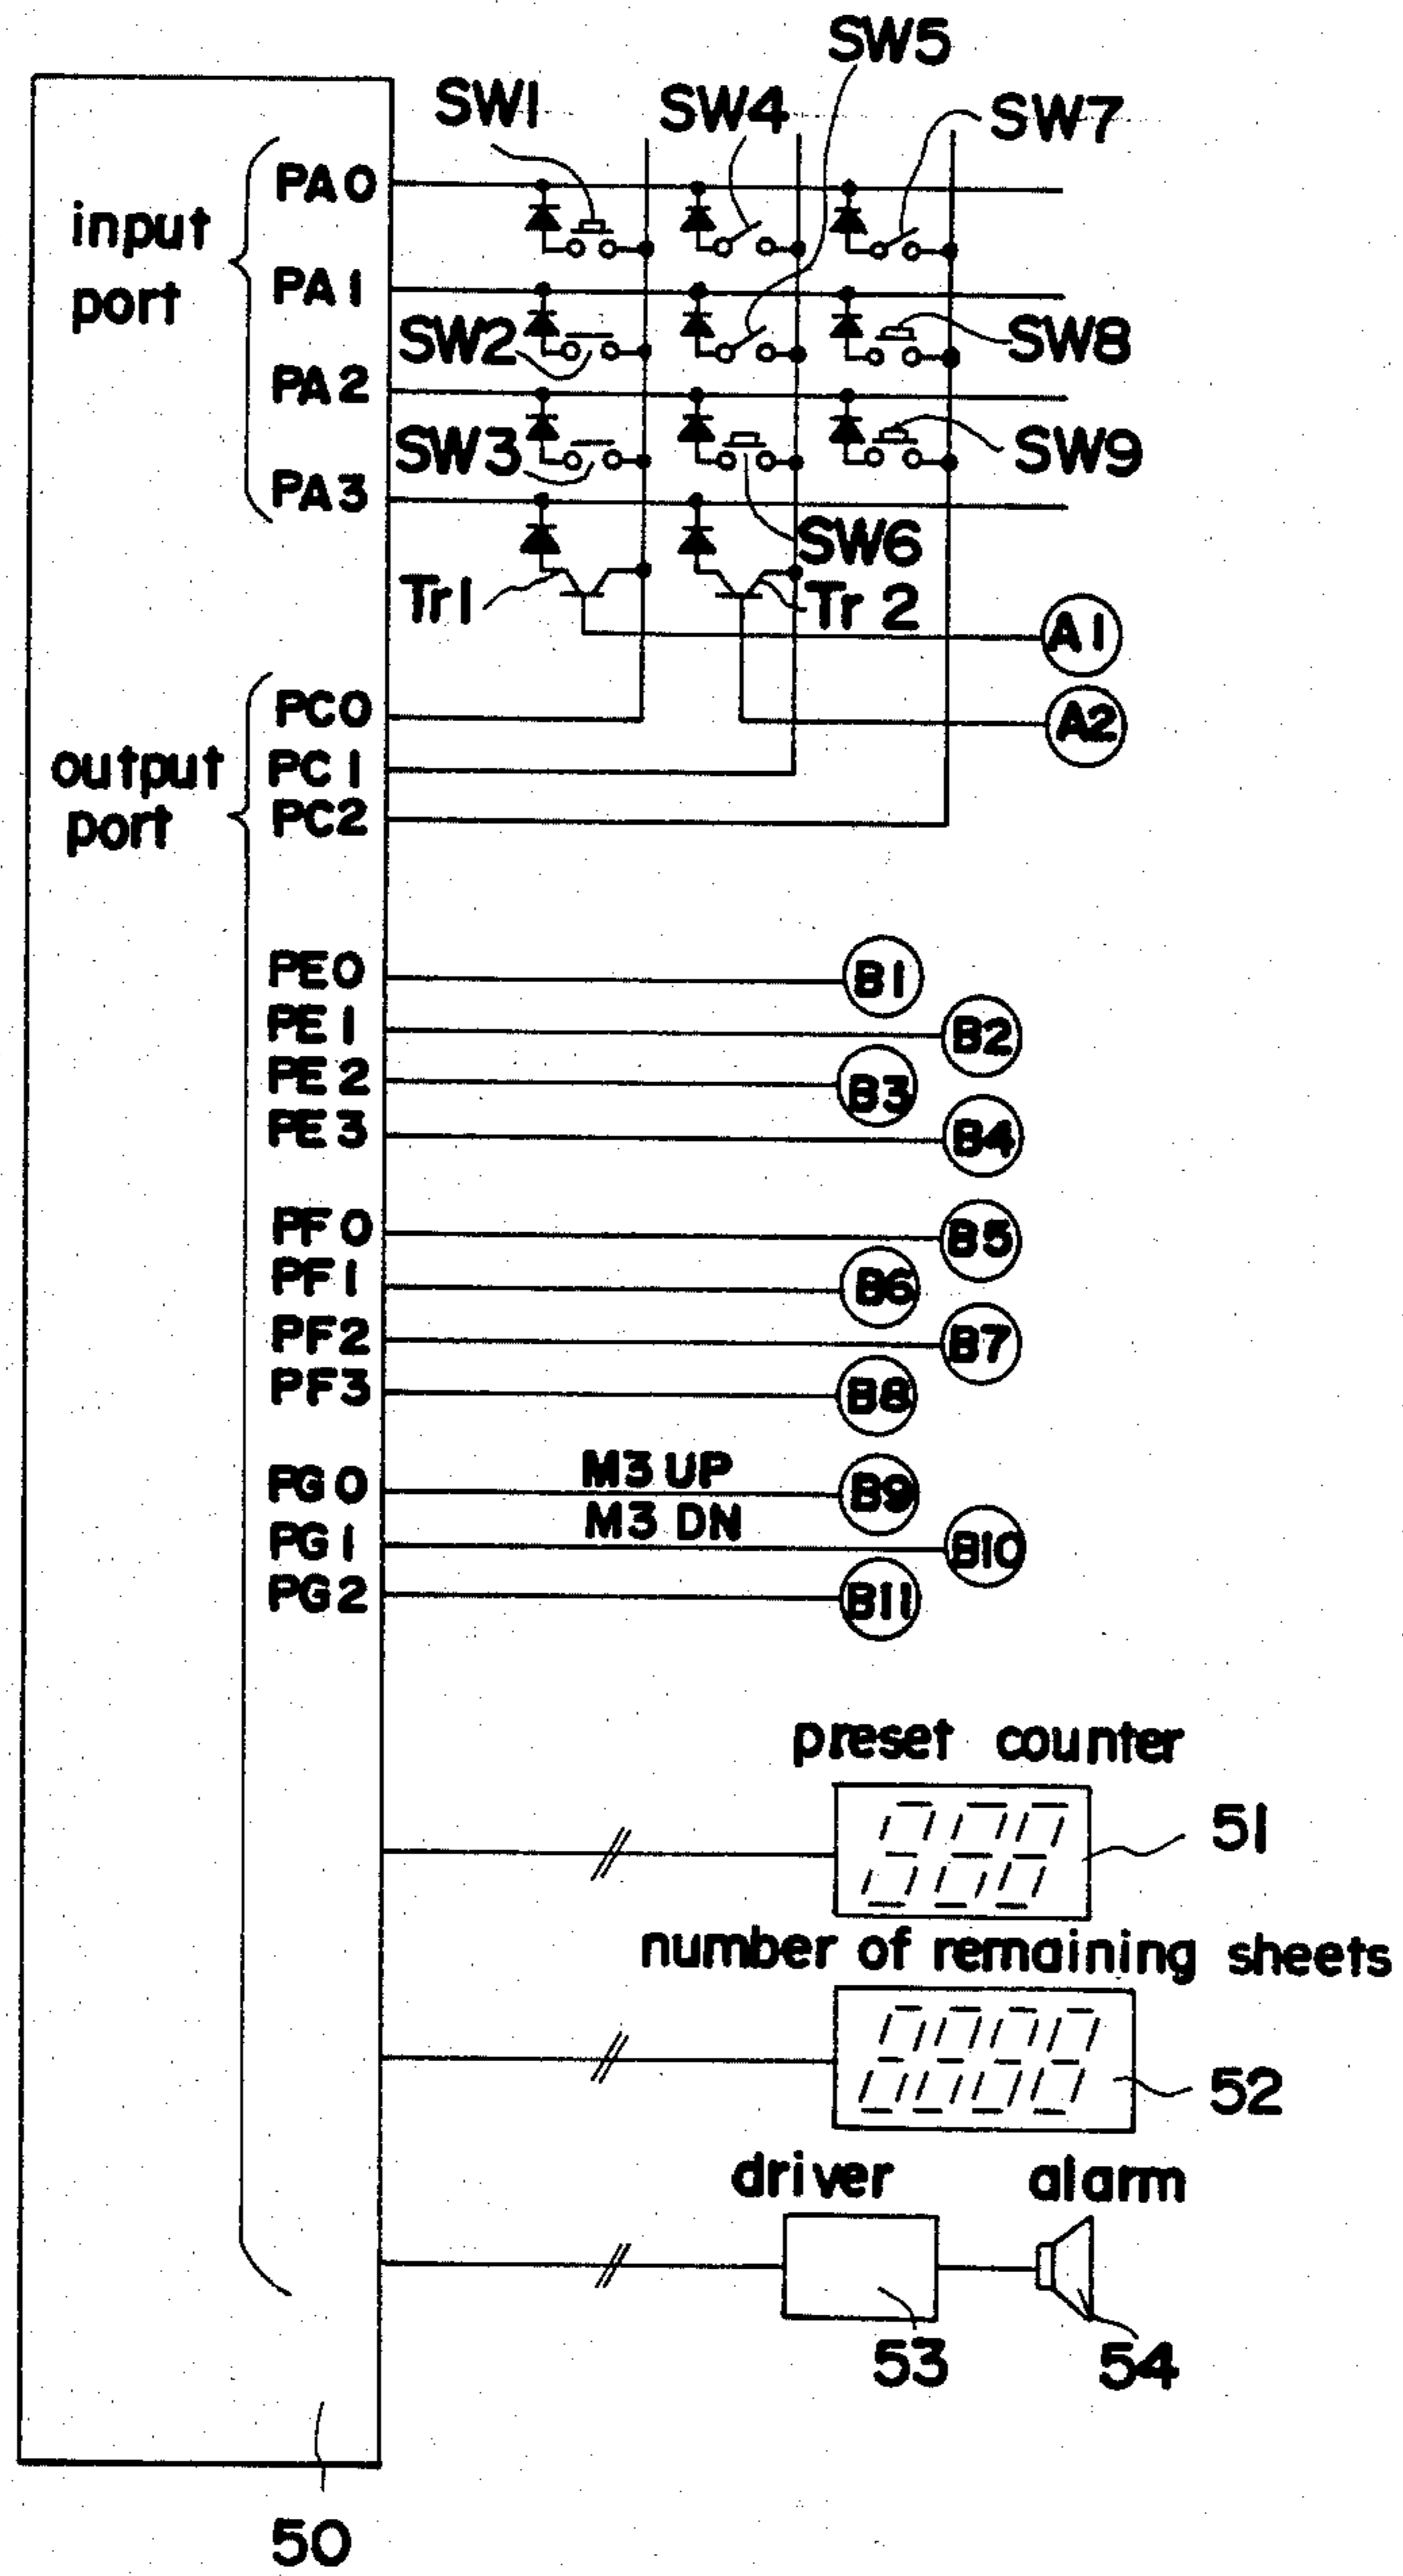 SW5
SW1 SW4 SW7
PA0
input
port
PA1
SW2 SW8
PA2
SW3 SW9
PA3
SW6
Tr1 Tr2
A1
PC0 A2
output
port
PC1
PC2
PE0 B1
PE1 B2
PE2 B3
PE3 B4
PF0 B5
PF1 B6
PF2 B7
PF3 B8
PG0 M3 UP B9
PG1 M3 DN B10
PG2 B11
preset counter
51
number of remaining sheets
52
driver alarm
53 54
50